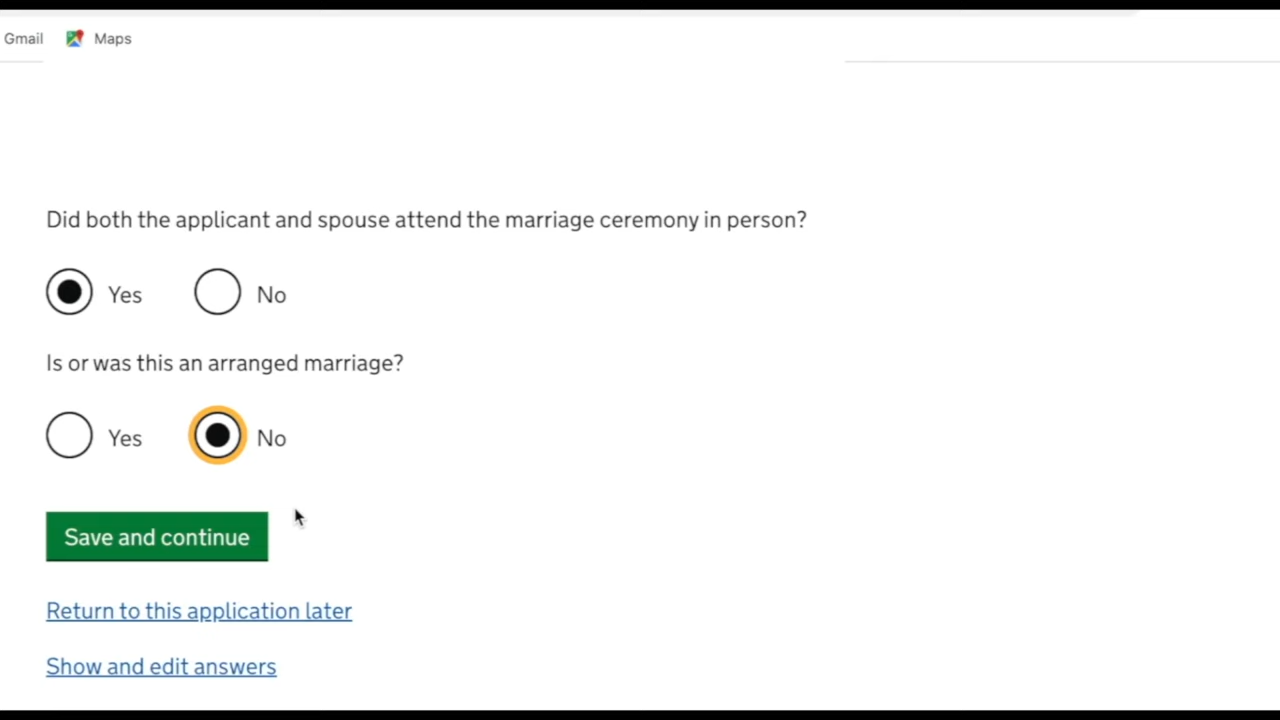 Gmail Maps
Did both the applicant and spouse attend the marriage ceremony in person?
Yes No
Is or was this an arranged marriage?
Yes No
Save and continue
Return to this application later
Show and edit answers